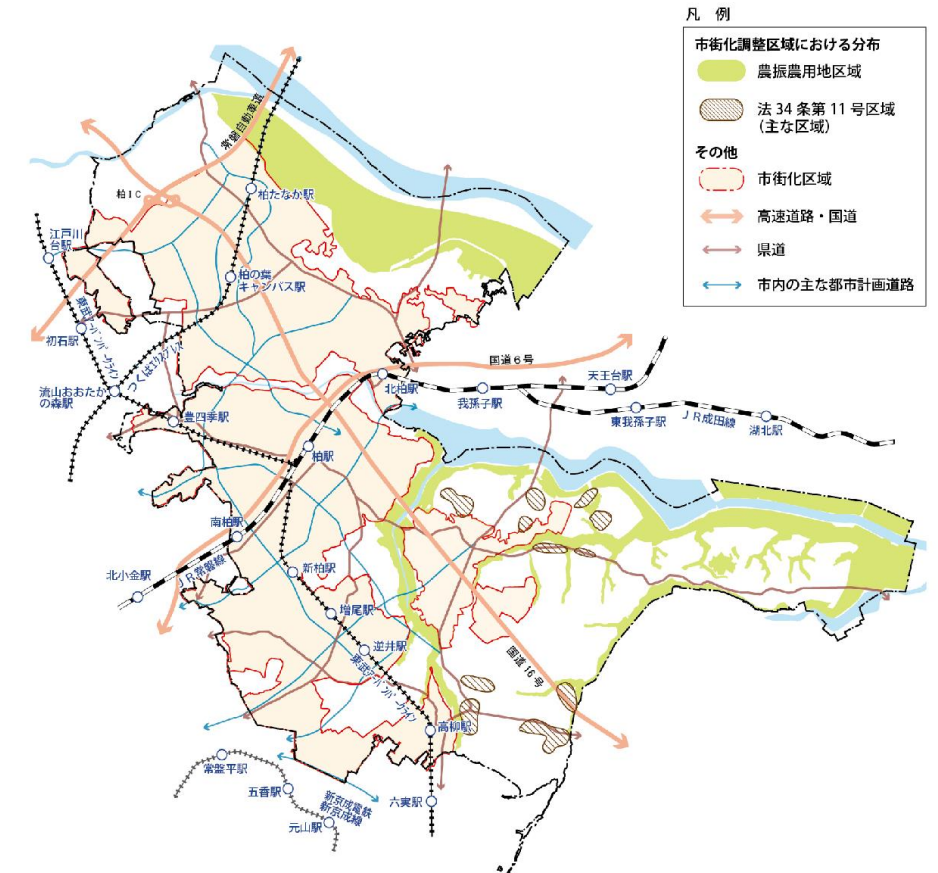 凡 例
市街化調整区域における分布
農振農用地区域
法34条第11号区域
(主な区域)
その他
市街化区域
高速道路・国道
県道
市内の主な都市計画道路
常磐自動車道
柏IC
柏たなか駅
江戸川
台駅
柏の葉
キャンパス駅
東武アーバンパークライン
初石駅
つくばエクスプレス
国道6号
流山おおたか
の森駅
北柏駅
我孫子駅
天王台駅
東我孫子駅
JR成田線
湖北駅
豊四季駅
柏駅
南柏駅
JR常磐線
北小金駅
新柏駅
増尾駅
逆井駅
東武アーバンパークライン
国道16号
高柳駅
常盤平駅
五香駅
新京成電鉄
新京成線
元山駅
六実駅